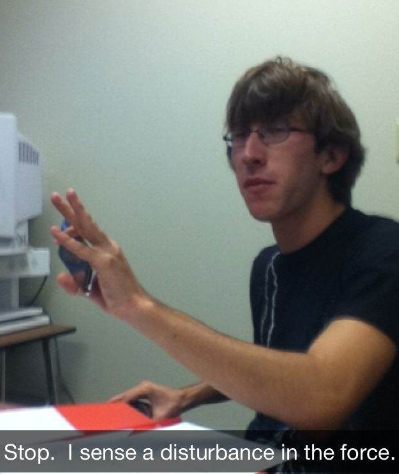 Stop.  I sense a disturbance in the force.